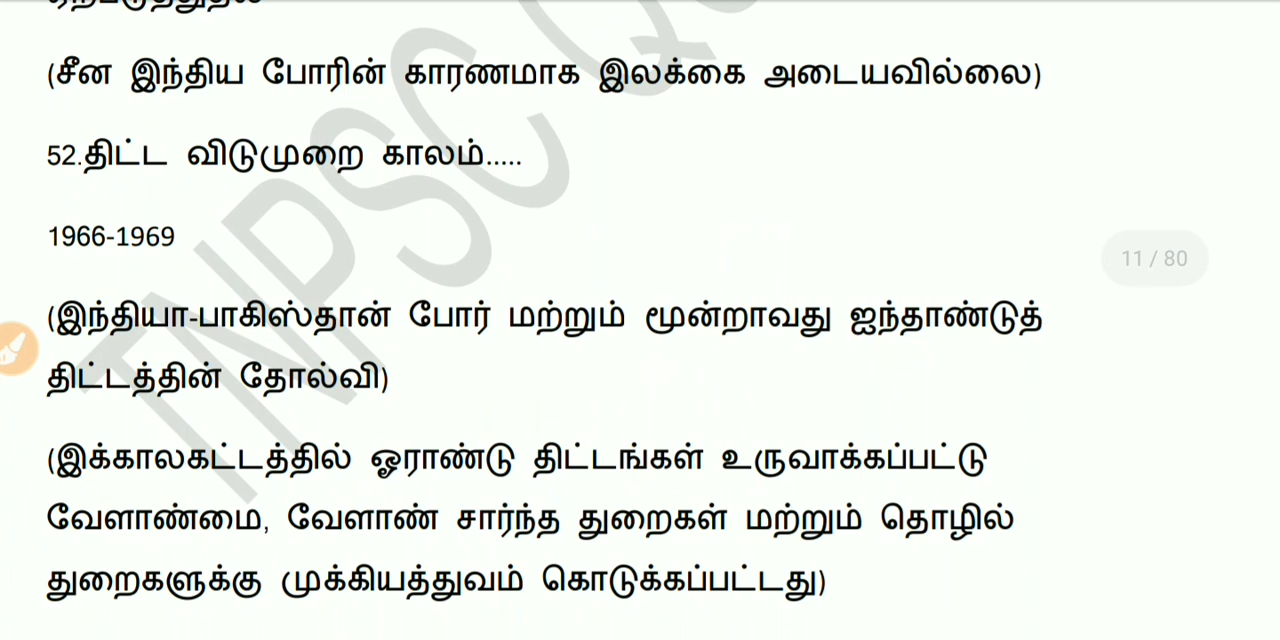 (சீன இந்திய போரின் காரணமாக இலக்கை அடையவில்லை)
52.திட்ட விடுமுறை காலம்.....
1966-1969
11 / 80
(இந்தியா-பாகிஸ்தான் போர் மற்றும் மூன்றாவது ஐந்தாண்டுத்
திட்டத்தின் தோல்வி)
(இக்காலகட்டத்தில் ஓராண்டு திட்டங்கள் உருவாக்கப்பட்டு
வேளாண்மை, வேளாண் சார்ந்த துறைகள் மற்றும் தொழில்
துறைகளுக்கு முக்கியத்துவம் கொடுக்கப்பட்டது)
TNPSC